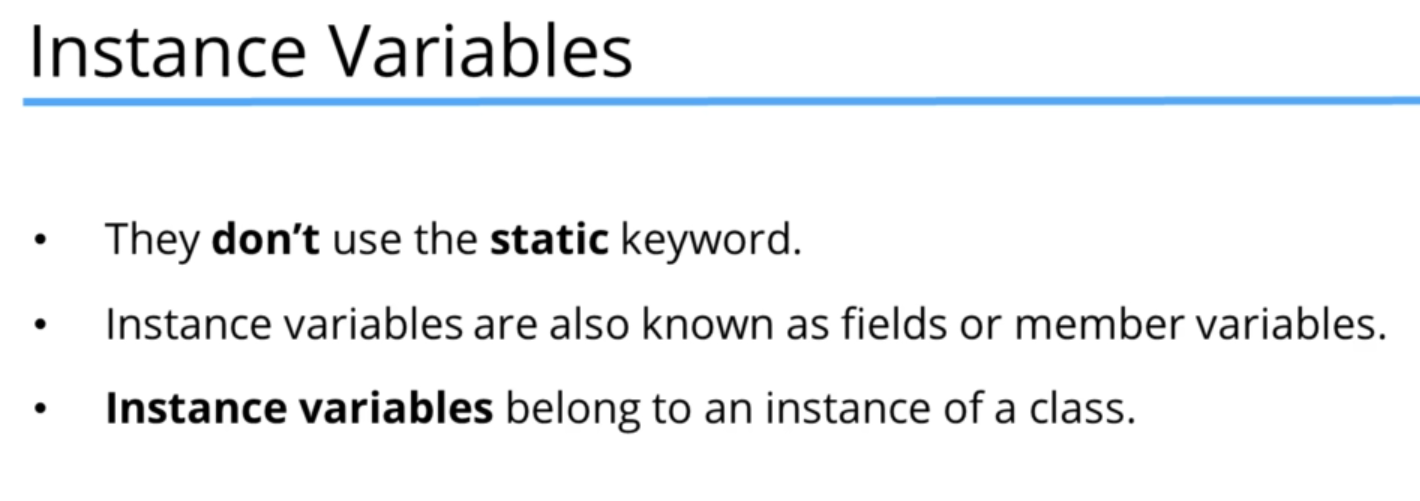 Instance Variables
• They don’t use the static keyword.
• Instance variables are also known as fields or member variables.
• Instance variables belong to an instance of a class.